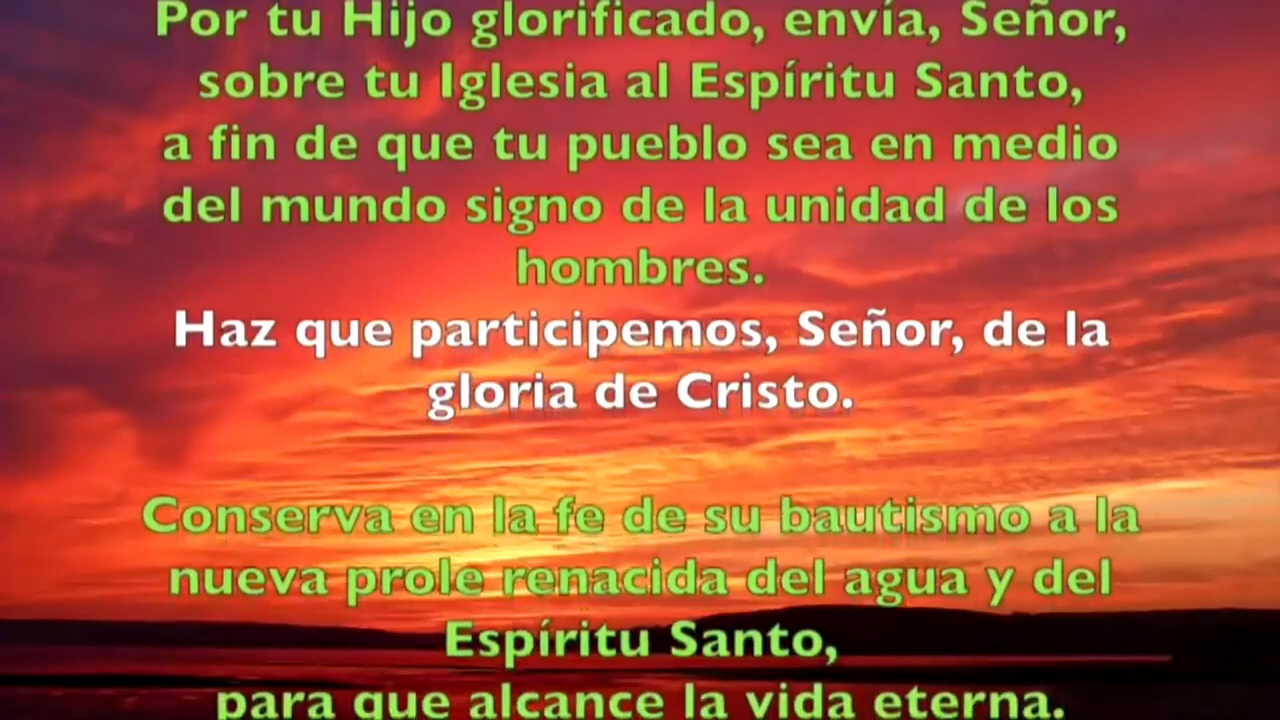 Por tu Hijo glorificado, envía, Señor,
sobre tu Iglesia al Espíritu Santo,
a fin de que tu pueblo sea en medio
del mundo signo de la unidad de los
hombres.
Haz que participemos, Señor, de la
gloria de Cristo.
Conserva en la fe de su bautismo a la
nueva prole renacida del agua y del
Espíritu Santo,
para que alcance la vida eterna.